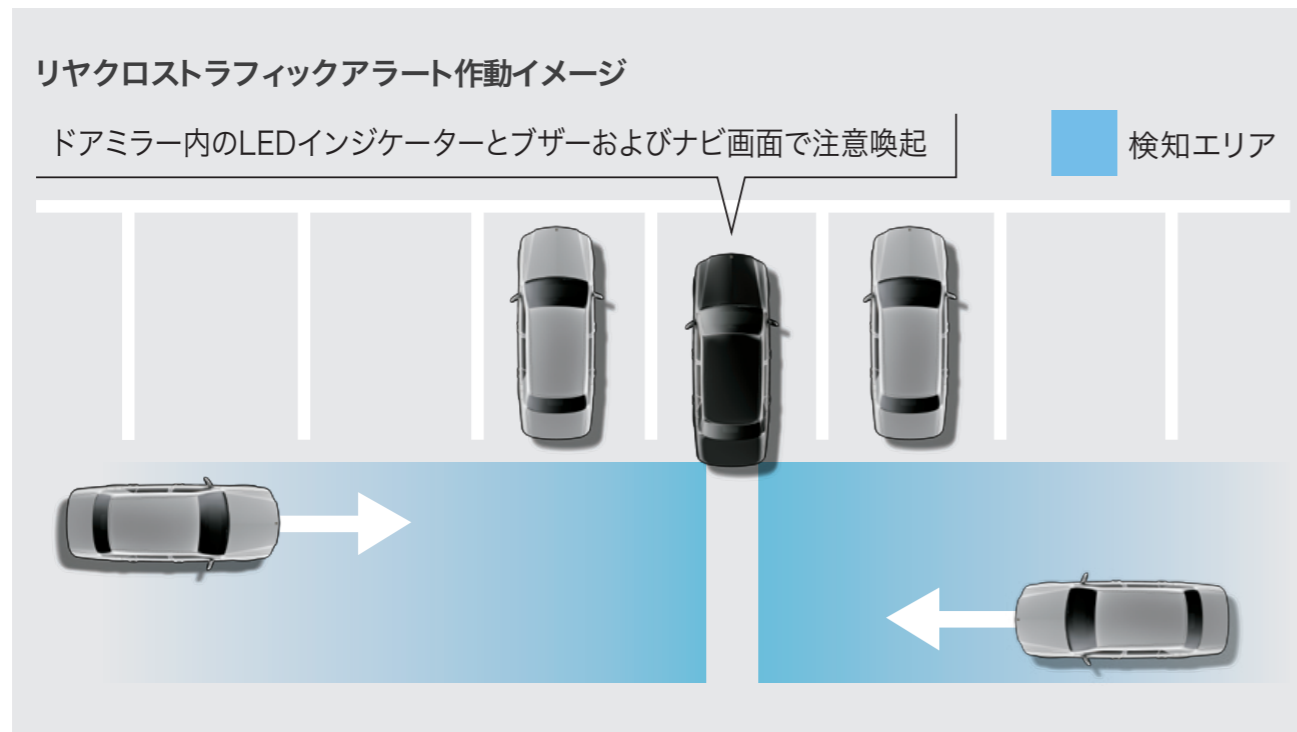 リヤクロストラフィックアラート作動イメージ
ドアミラー内のLEDインジケーターとブザーおよびナビ画面で注意喚起
検知エリア